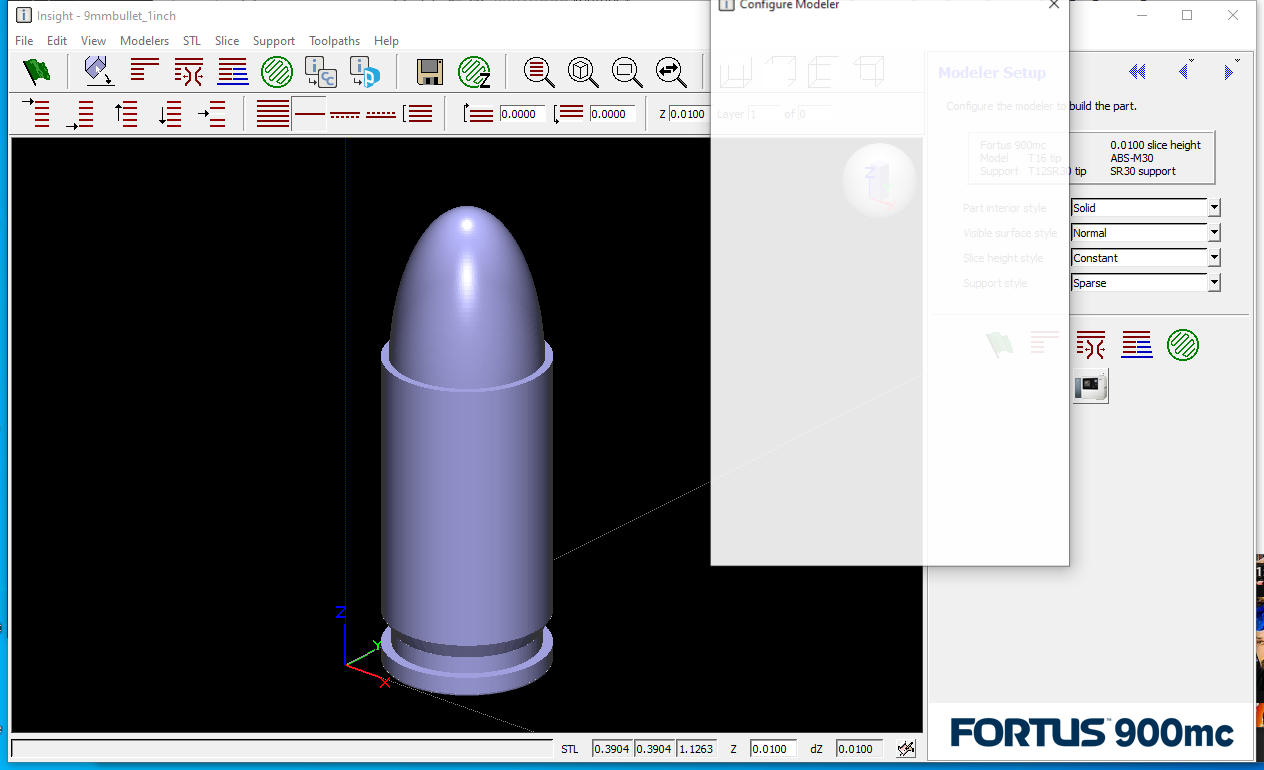 Insight - 9mmbullet_1inch
Configure Modeler
File Edit View Modelers STL Slice Support Toolpaths Help
0.0000 0.0000 Z 0.0100 Layer 1 of 0
Modeler Setup
Configure the modeler to build the part.
Fortus 900mc 0.0100 slice height
Model T16 tip ABS-M30
Support T12SR30 tip SR30 support
Part interior style Solid
Visible surface style Normal
Slice height style Constant
Support style Sparse
Z
Z
Y
X
FORTUS™ 900mc
STL 0.3904 0.3904 1.1263 Z 0.0100 dZ 0.0100